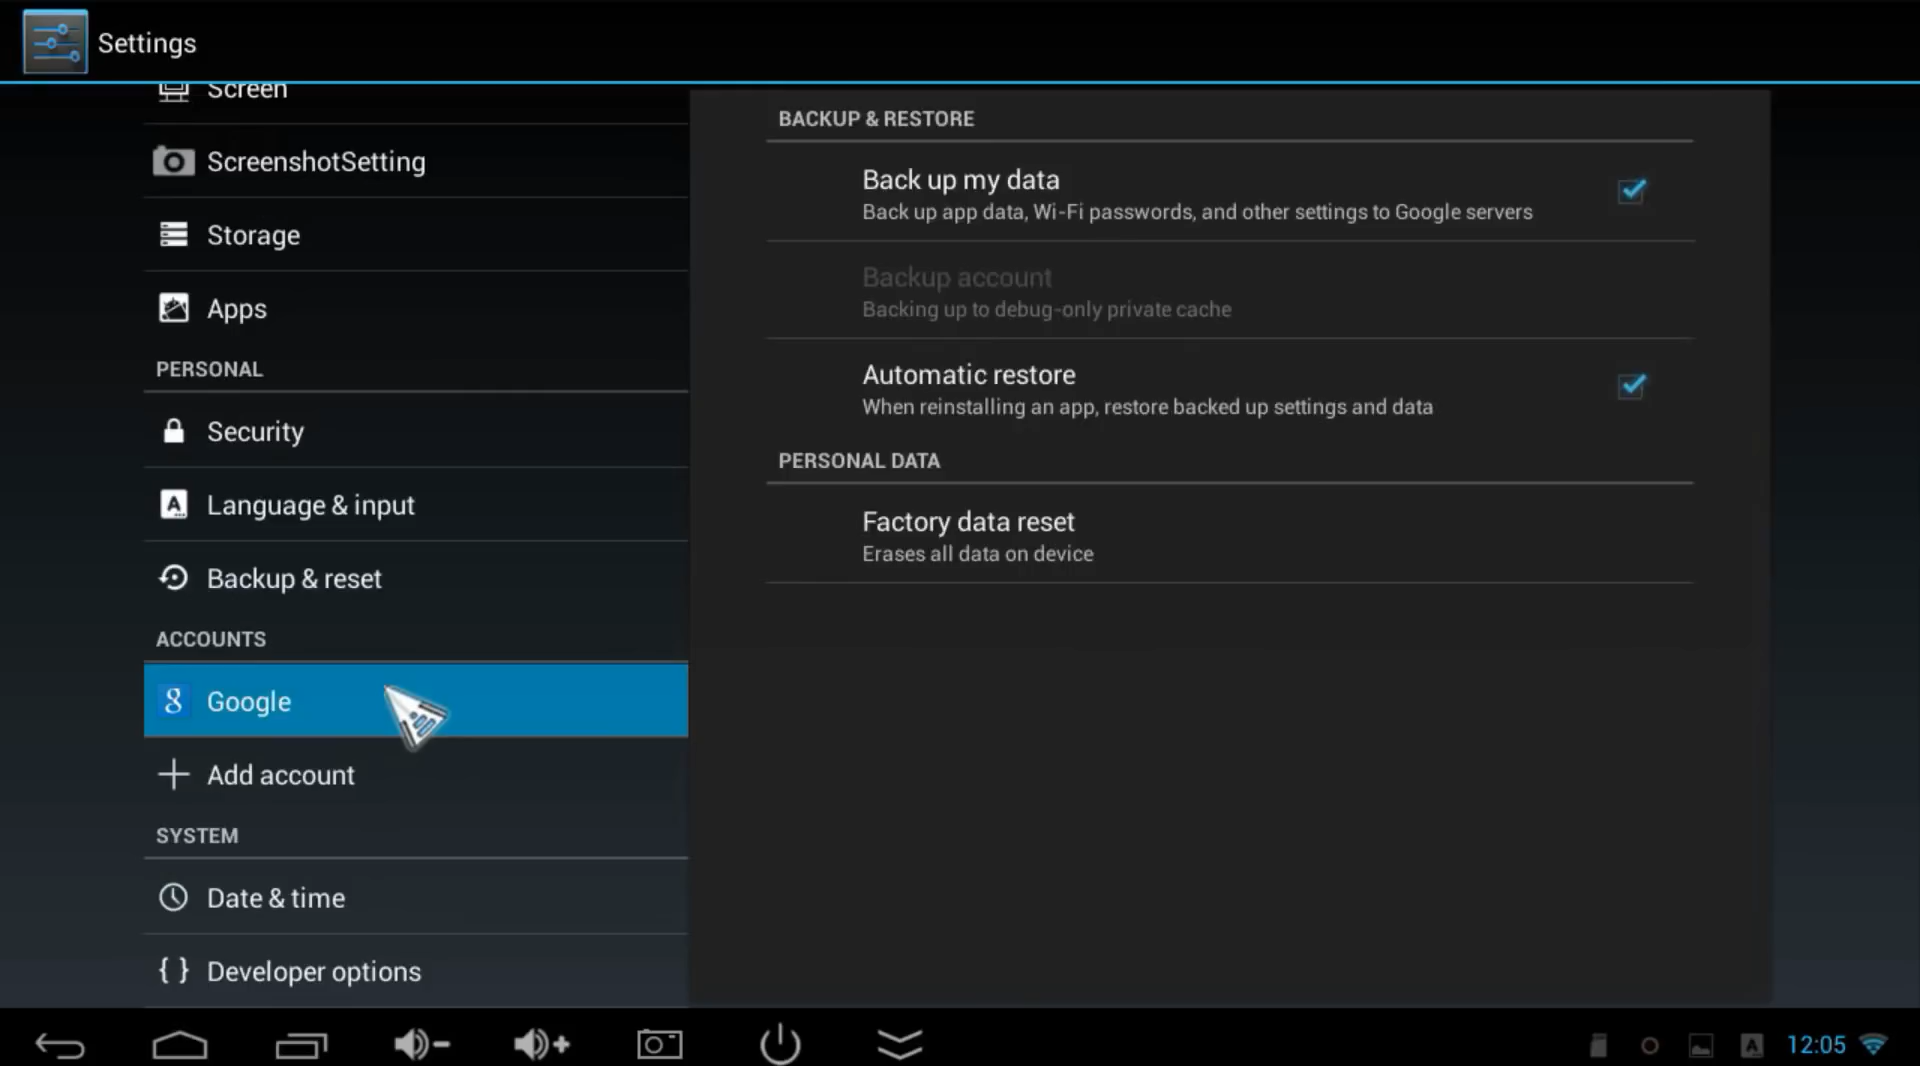 Settings
Screen
ScreenshotSetting
Storage
Apps
PERSONAL
Security
Language & input
Backup & reset
ACCOUNTS
Google
Add account
SYSTEM
Date & time
Developer options
BACKUP & RESTORE
Back up my data
Back up app data, Wi-Fi passwords, and other settings to Google servers
Backup account
Backing up to debug-only private cache
Automatic restore
When reinstalling an app, restore backed up settings and data
PERSONAL DATA
Factory data reset
Erases all data on device
12:05